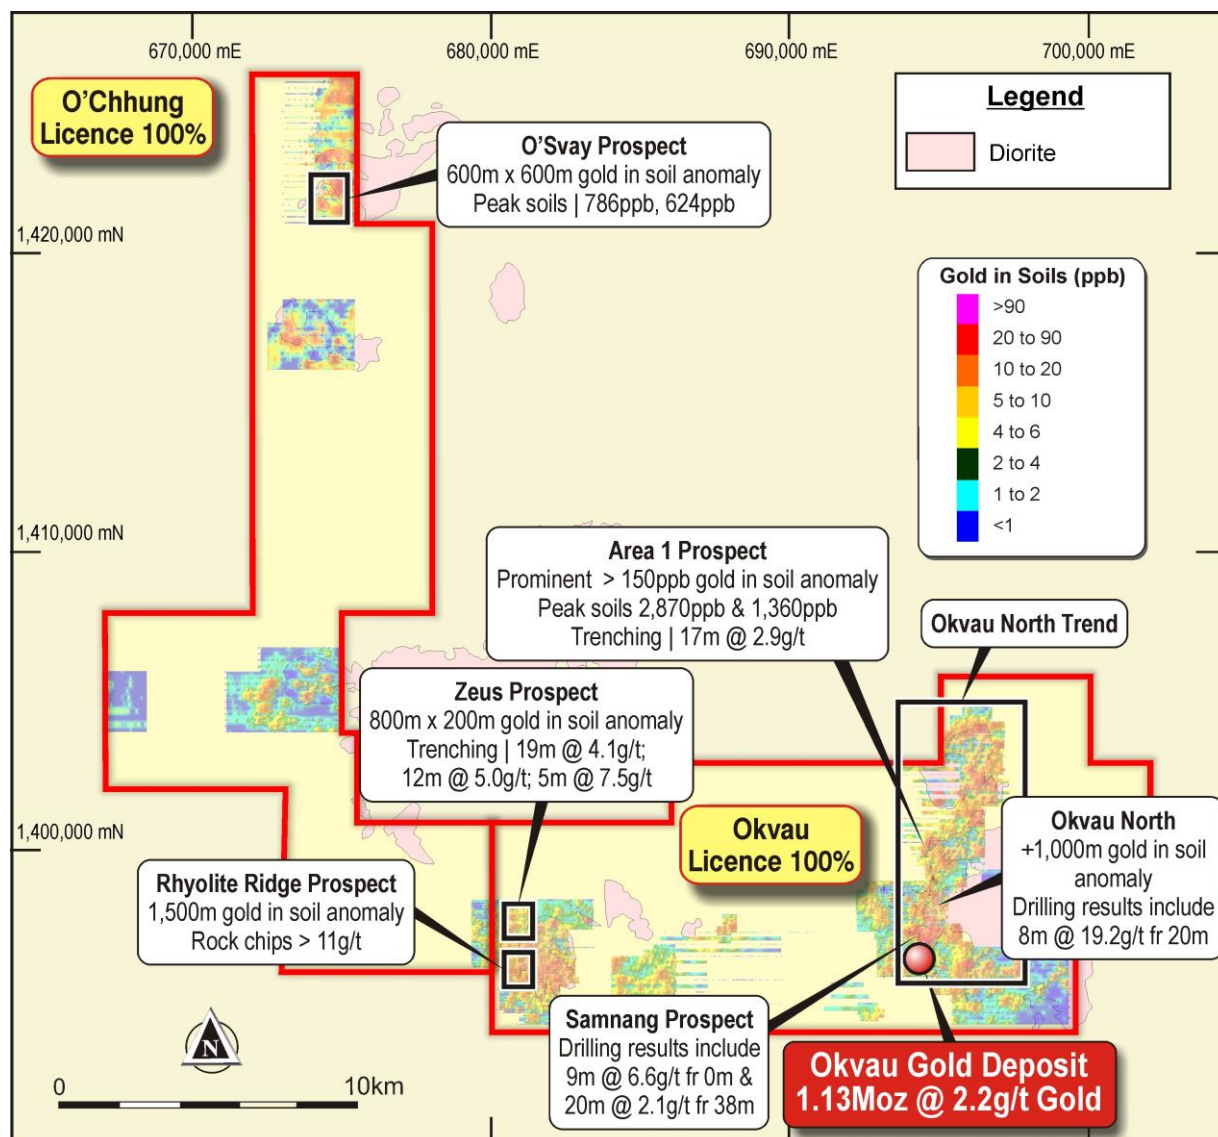 670,000 mE
680,000 mE
690,000 mE
700,000 mE
O'Chhung
Licence 100%
Legend
Diorite
O'Svay Prospect
600m x 600m gold in soil anomaly
Peak soils | 786ppb, 624ppb
1,420,000 mN
Gold in Soils (ppb)
>90
20 to 90
10 to 20
5 to 10
4 to 6
2 to 4
1 to 2
<1
1,410,000 mN
Area 1 Prospect
Prominent > 150ppb gold in soil anomaly
Peak soils 2,870ppb & 1,360ppb
Trenching | 17m @ 2.9g/t
Okvau North Trend
Zeus Prospect
800m x 200m gold in soil anomaly
Trenching | 19m @ 4.1g/t;
12m @ 5.0g/t; 5m @ 7.5g/t
1,400,000 mN
Okvau
Licence 100%
Okvau North
+1,000m gold in soil
anomaly
Drilling results include
8m @ 19.2g/t fr 20m
Rhyolite Ridge Prospect
1,500m gold in soil anomaly
Rock chips > 11g/t
Samnang Prospect
Drilling results include
9m @ 6.6g/t fr 0m &
20m @ 2.1g/t fr 38m
Okvau Gold Deposit
1.13Moz @ 2.2g/t Gold
N
0
10km